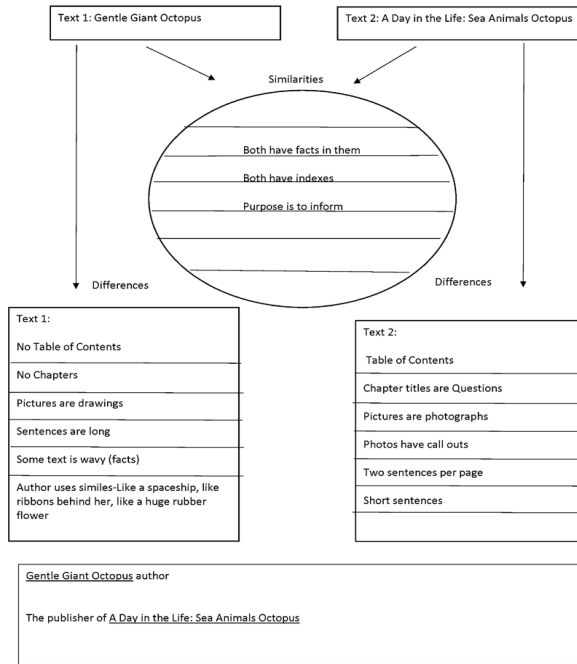 Text 1: Gentle Giant Octopus
Text 2: A Day in the Life: Sea Animals Octopus
Similarities
Both have facts in them
Both have indexes
Purpose is to inform
Differences
Differences
Text 1:
No Table of Contents
No Chapters
Pictures are drawings
Sentences are long
Some text is wavy (facts)
Author uses similes-Like a spaceship, like
ribbons behind her, like a huge rubber
flower
Text 2:
Table of Contents
Chapter titles are Questions
Pictures are photographs
Photos have call outs
Two sentences per page
Short sentences
Gentle Giant Octopus author
The publisher of A Day in the Life: Sea Animals Octopus